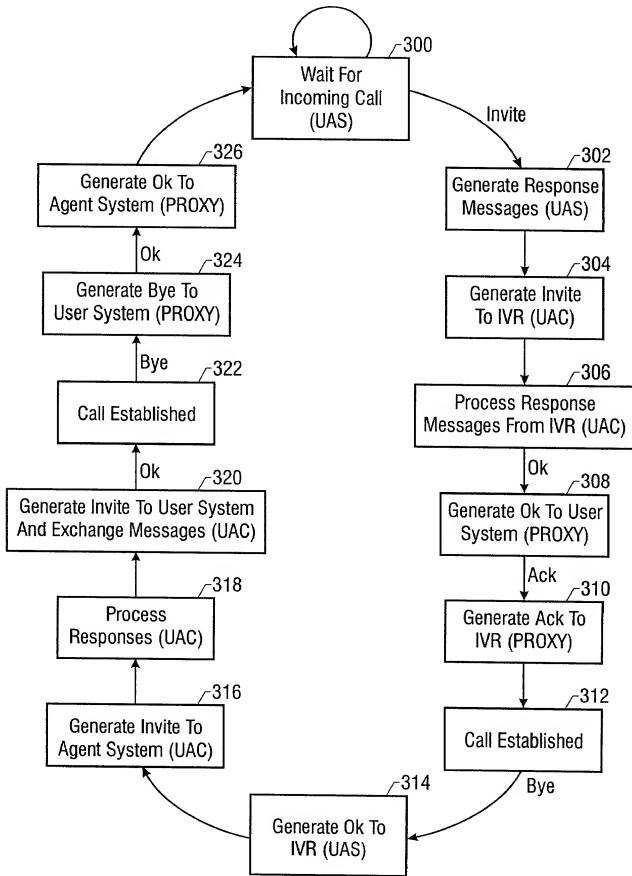 300
Wait For
Incoming Call
(UAS)
Invite
302
Generate Response
Messages (UAS)
304
Generate Invite
To IVR (UAC)
306
Process Response
Messages From IVR (UAC)
Ok
308
Generate Ok To User
System (PROXY)
Ack
310
Generate Ack To
IVR (PROXY)
312
Call Established
Bye
314
Generate Ok To
IVR (UAS)
316
Generate Invite To
Agent System (UAC)
318
Process
Responses (UAC)
320
Generate Invite To User System
And Exchange Messages (UAC)
Ok
322
Call Established
Bye
324
Generate Bye To
User System (PROXY)
Ok
326
Generate Ok To
Agent System (PROXY)